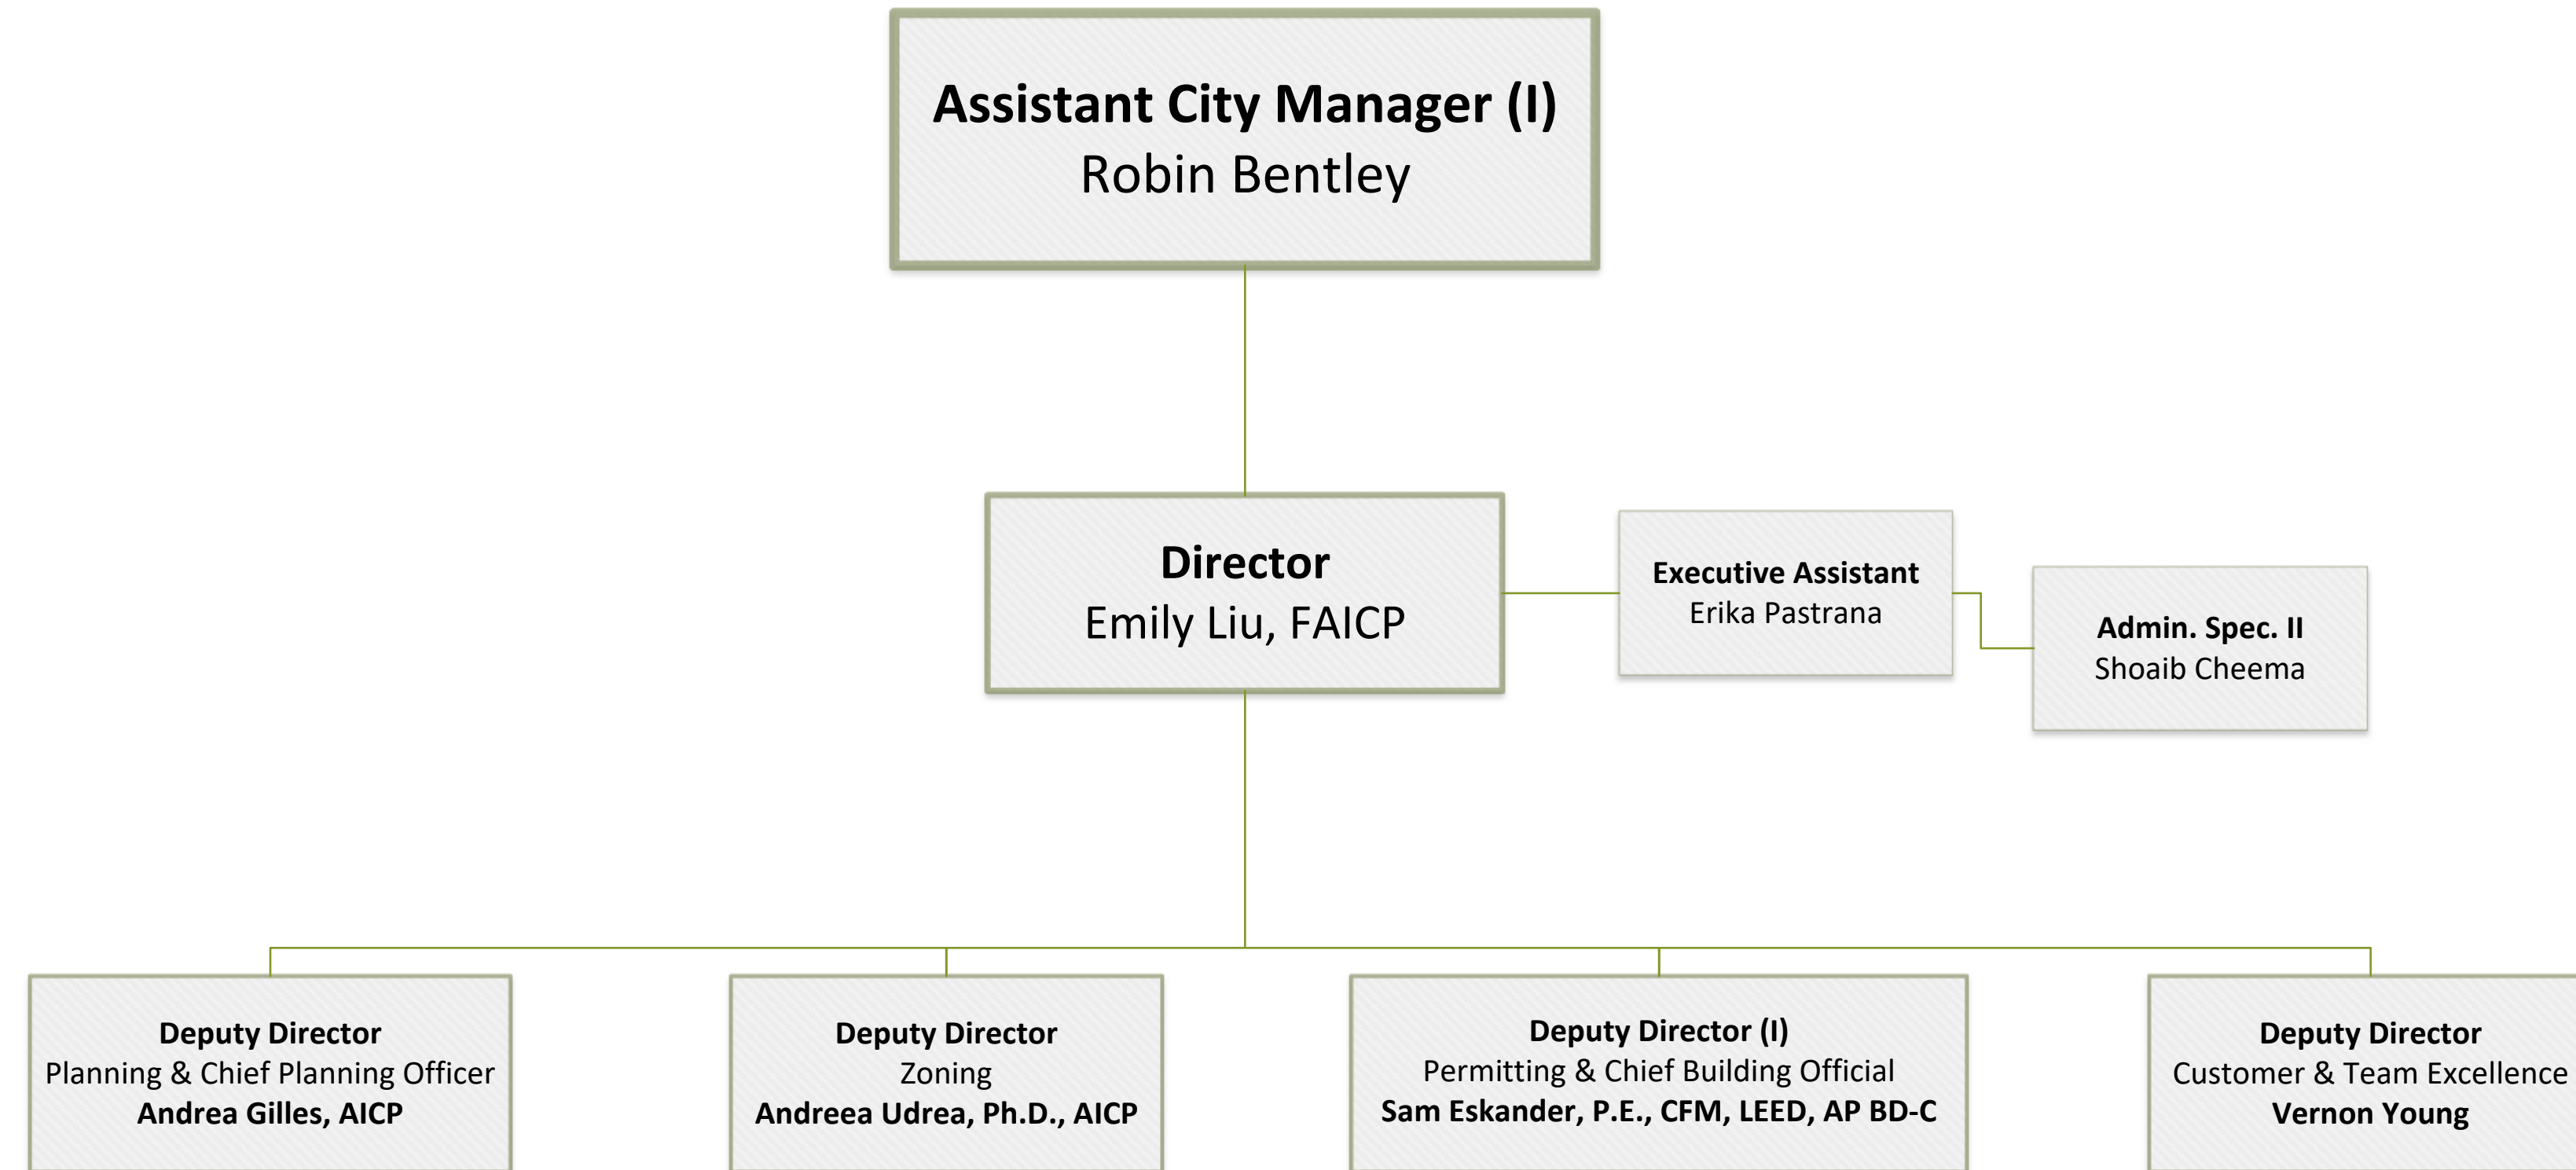 Assistant City Manager (I)
Robin Bentley
Director
Emily Liu, FAICP
Executive Assistant
Erika Pastrana
Admin. Spec. II
Shoaib Cheema
Deputy Director
Planning & Chief Planning Officer
Andrea Gilles, AICP
Deputy Director
Zoning
Andreea Udrea, Ph.D., AICP
Deputy Director (I)
Permitting & Chief Building Official
Sam Eskander, P.E., CFM, LEED, AP BD-C
Deputy Director
Customer & Team Excellence
Vernon Young